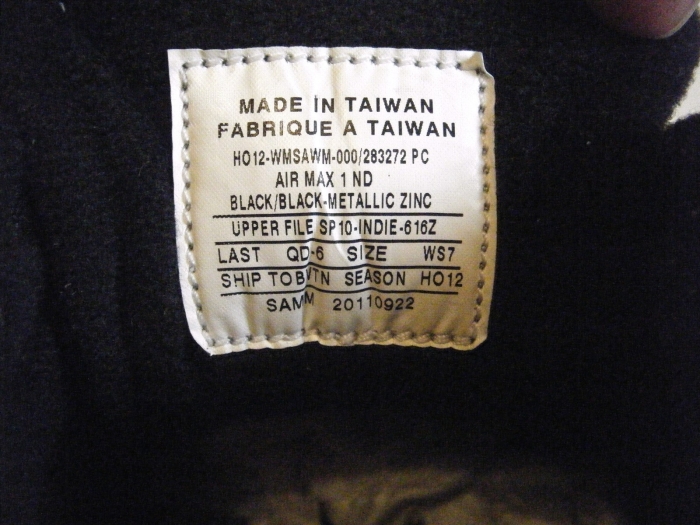 MADE IN TAIWAN
FABRIQUE A TAIWAN
HO12-WMSAWM-000/283272 PC
AIR MAX 1 ND
BLACK/BLACK-METALLIC ZINC
UPPER FILE SP10-INDIE-616Z
LAST QD-6 SIZE WS7
SHIP TO BVTN SEASON HO12
SAMM 20110922